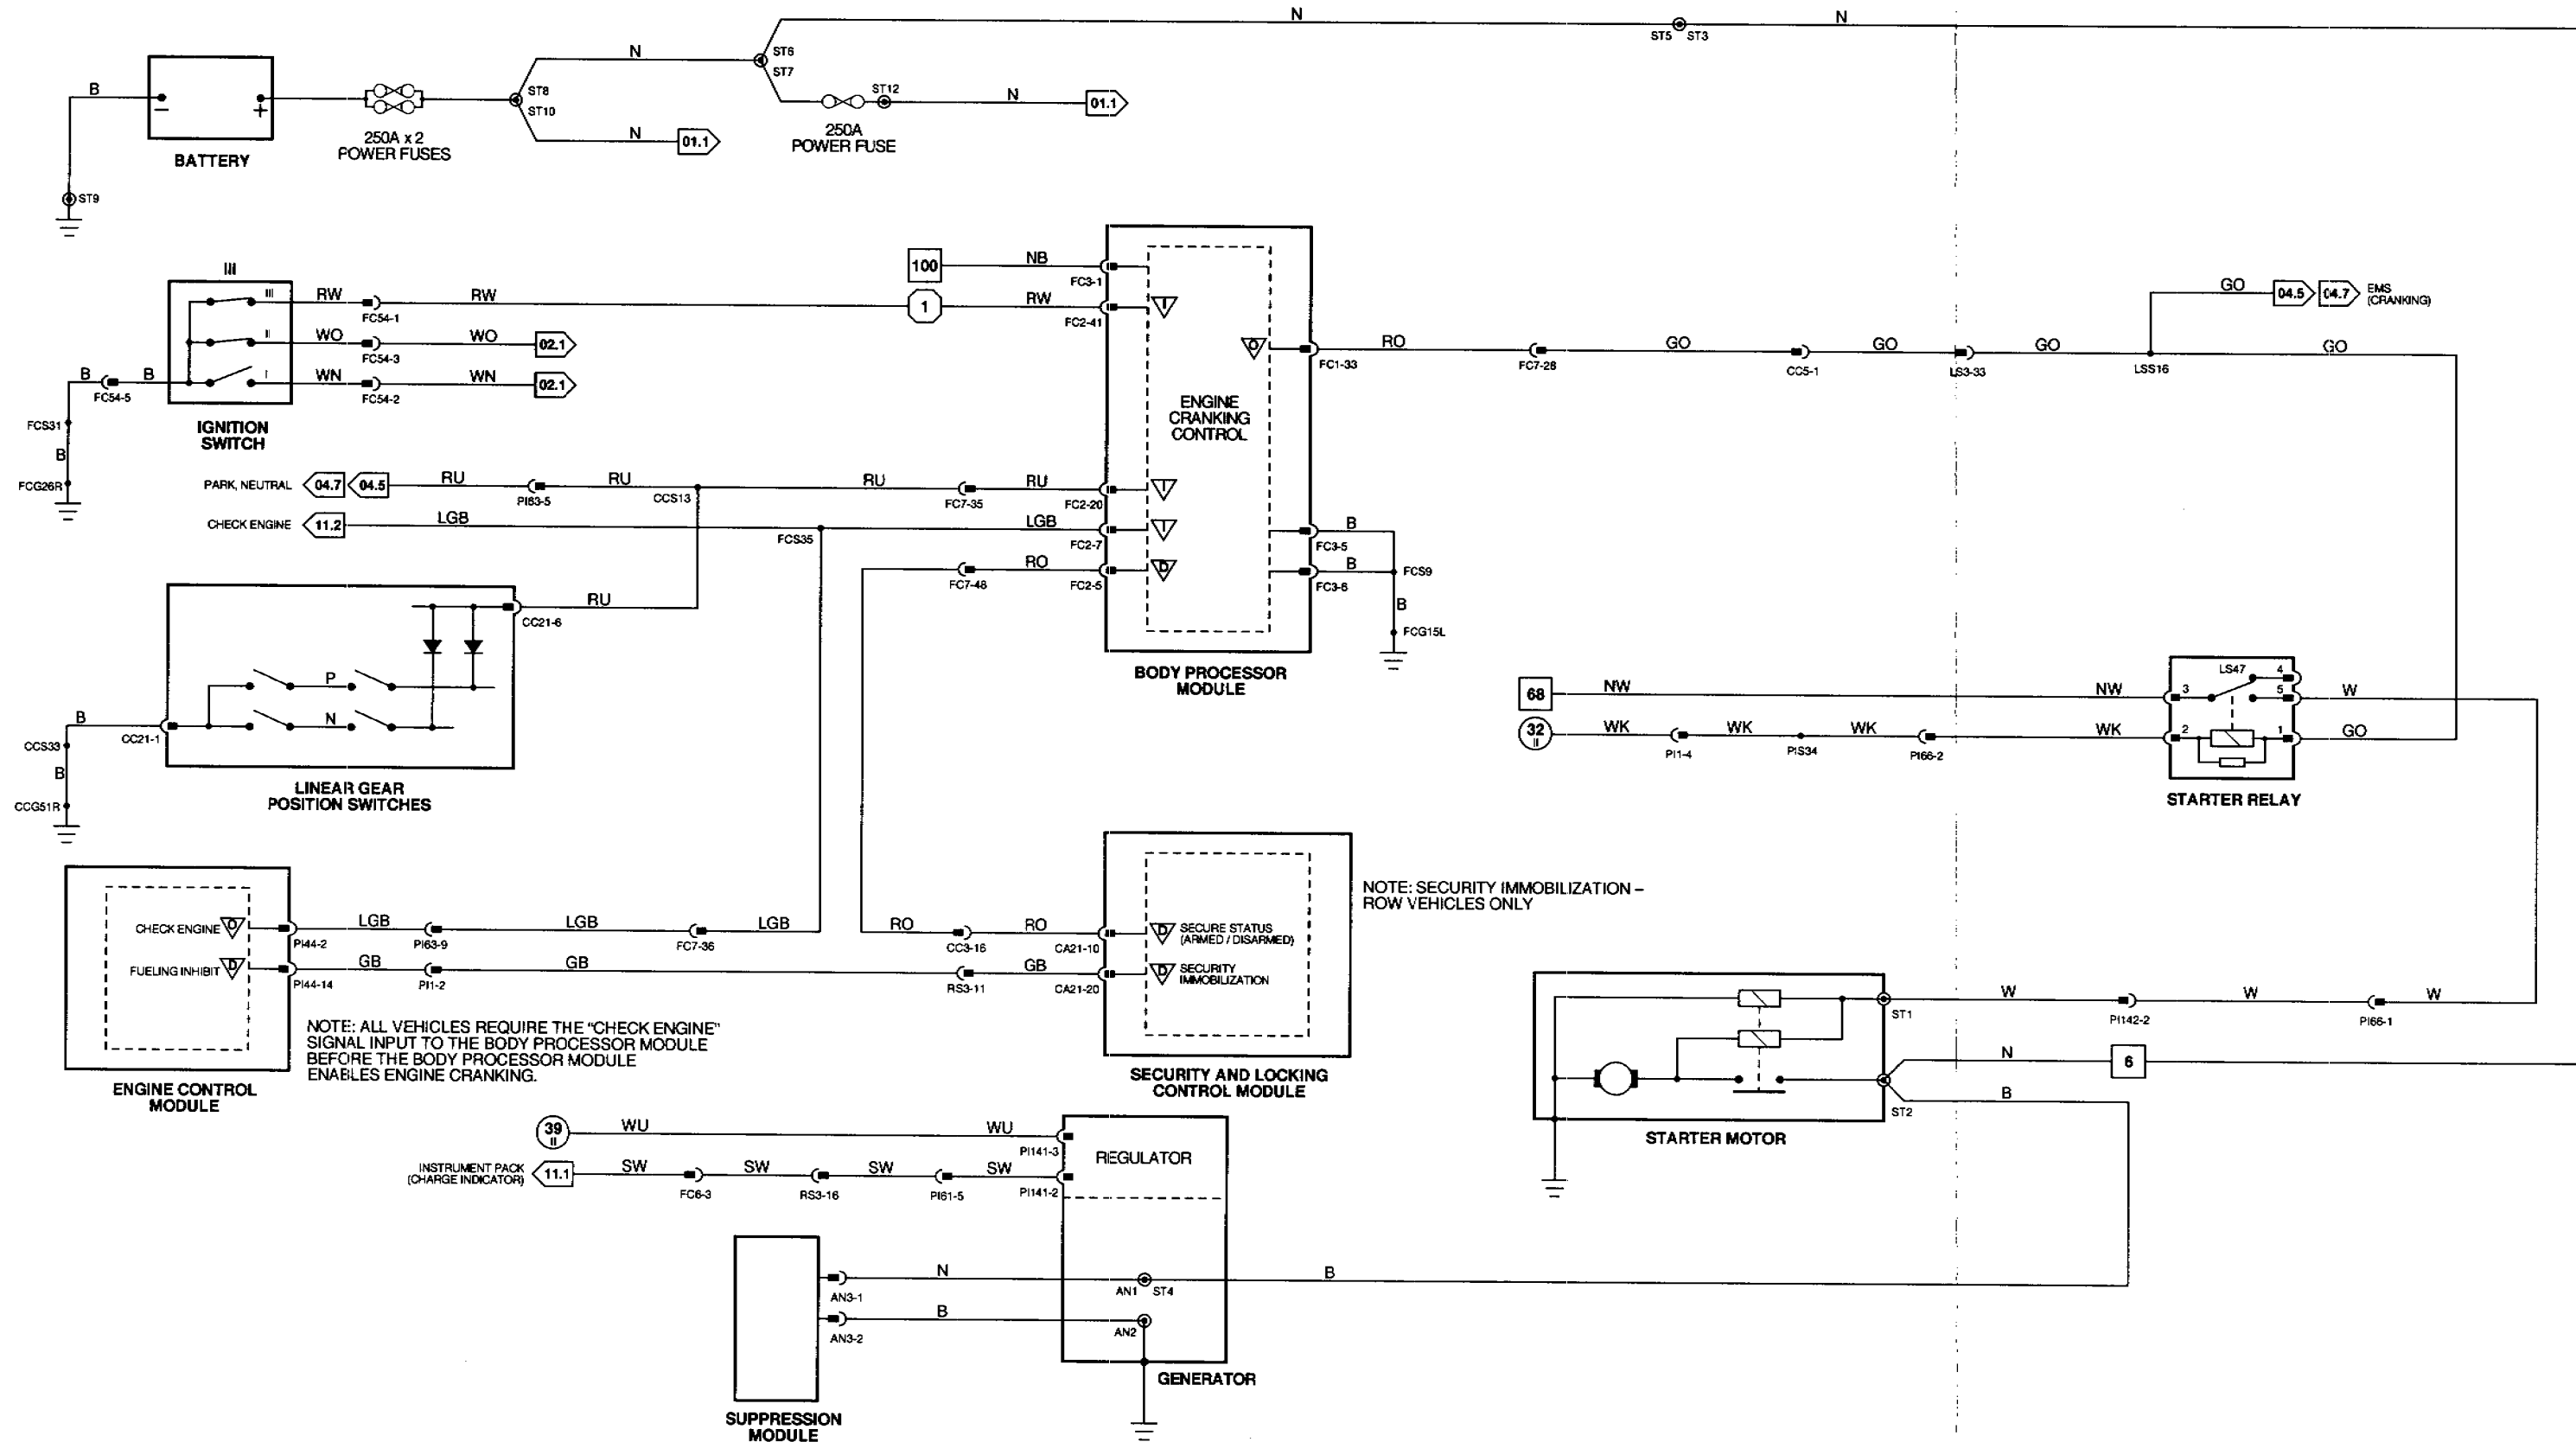 N
N
ST5 ST3
N
ST6
ST7
B
BATTERY
−
+
250A x 2
POWER FUSES
ST8
ST10
ST12
N
01.1
250A
POWER FUSE
N
01.1
ST9
III
III
RW
FC54-1
RW
1
RW
FC2-41
100
NB
FC3-1
II
WO
FC54-3
WO
02.1
I
WN
FC54-2
WN
02.1
B
FC54-5
B
FCS31
B
FCG26R
IGNITION
SWITCH
ENGINE
CRANKING
CONTROL
I
O
I
I
D
RO
FC1-33
FC7-28
GO
CC5-1
GO
LS3-33
GO
LSS16
GO
GO
04.5
04.7
EMS
(CRANKING)
PARK, NEUTRAL
04.7
04.5
RU
PI63-5
RU
CCS13
RU
FC7-35
RU
FC2-20
CHECK ENGINE
11.2
LGB
FCS35
LGB
FC2-7
FC7-48
RO
FC2-5
B
FC3-5
B
FC3-6
FCS9
B
FCG15L
BODY PROCESSOR
MODULE
RU
CC21-6
P
N
B
CC21-1
CCS33
B
CCG51R
LINEAR GEAR
POSITION SWITCHES
68
NW
NW
32
II
WK
PI1-4
WK
PIS34
WK
PI66-2
WK
LS47
3
4
5
2
1
W
GO
STARTER RELAY
CHECK ENGINE
D
PI44-2
LGB
PI63-9
LGB
FC7-36
LGB
FUELING INHIBIT
D
PI44-14
GB
PI1-2
GB
RS3-11
GB
CA21-20
RO
CC3-16
RO
CA21-10
D
SECURE STATUS
(ARMED / DISARMED)
D
SECURITY
IMMOBILIZATION
NOTE: SECURITY IMMOBILIZATION –
ROW VEHICLES ONLY
NOTE: ALL VEHICLES REQUIRE THE "CHECK ENGINE"
SIGNAL INPUT TO THE BODY PROCESSOR MODULE
BEFORE THE BODY PROCESSOR MODULE
ENABLES ENGINE CRANKING.
ENGINE CONTROL
MODULE
SECURITY AND LOCKING
CONTROL MODULE
ST1
W
PI142-2
W
PI66-1
W
N
6
ST2
B
STARTER MOTOR
39
II
WU
WU
PI141-3
REGULATOR
INSTRUMENT PACK
(CHARGE INDICATOR)
11.1
SW
FC6-3
SW
RS3-16
SW
PI61-5
SW
PI141-2
AN3-1
N
AN1 ST4
B
AN3-2
B
AN2
GENERATOR
SUPPRESSION
MODULE